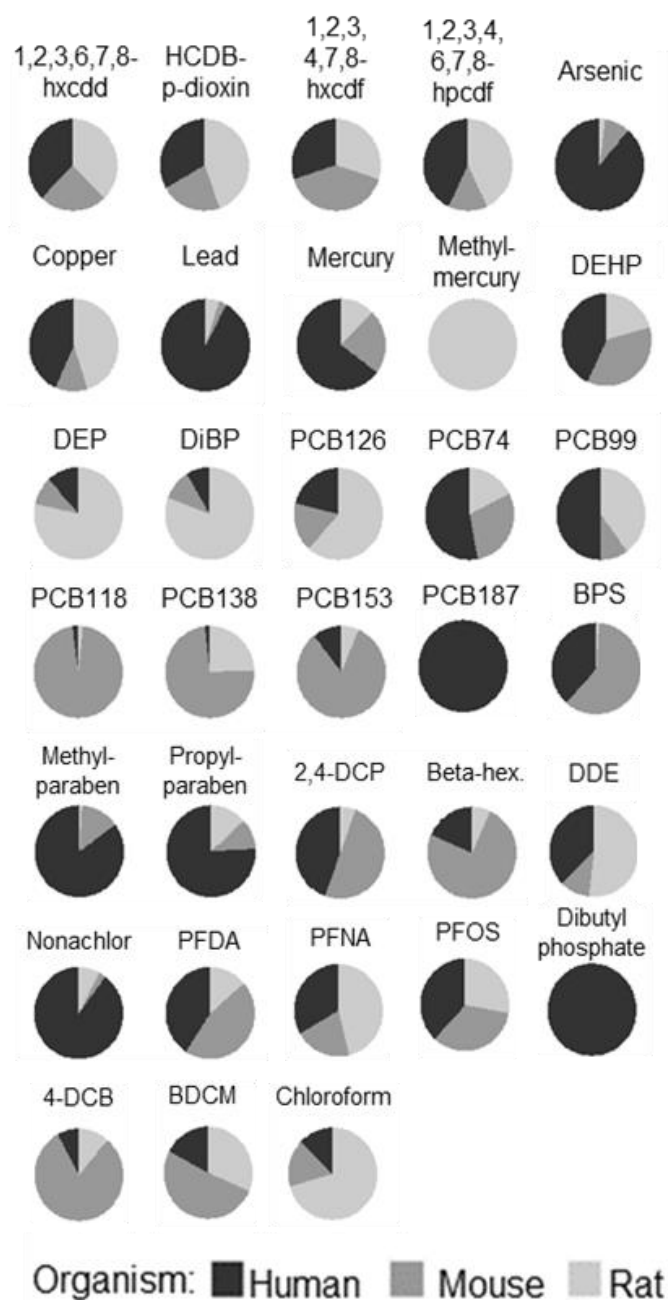 1,2,3,6,7,8-
hxcdd
HCDB-
p-dioxin
1,2,3,
4,7,8-
hxcdf
1,2,3,4,
6,7,8-
hpcdf
Arsenic
Copper
Lead
Mercury
Methyl-
mercury
DEHP
DEP
DiBP
PCB126
PCB74
PCB99
PCB118
PCB138
PCB153
PCB187
BPS
Methyl-
paraben
Propyl-
paraben
2,4-DCP
Beta-hex.
DDE
Nonachlor
PFDA
PFNA
PFOS
Dibutyl
phosphate
4-DCB
BDCM
Chloroform
Organism: Human Mouse Rat